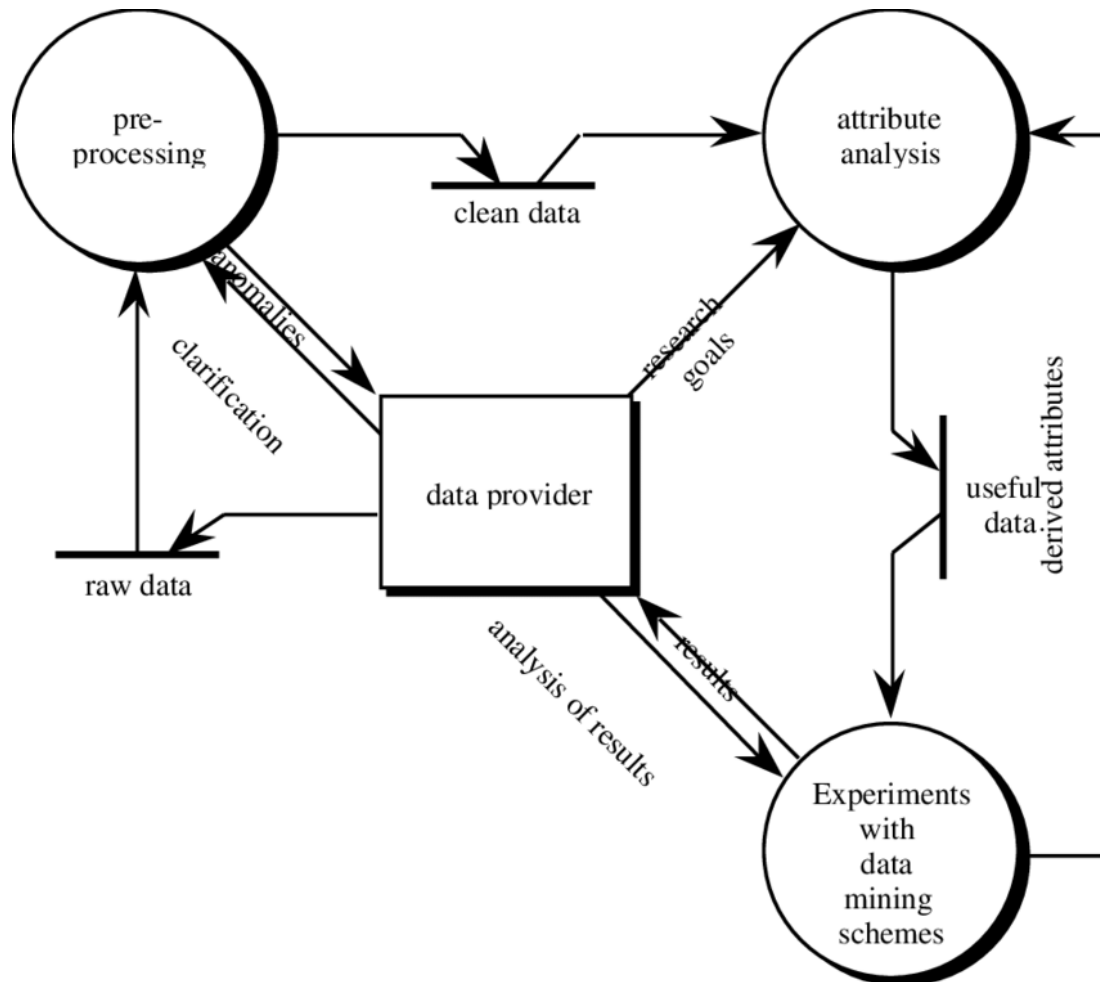 pre-
processing
attribute
analysis
clean data
anomalies
clarification
research
goals
data provider
raw data
useful
data.
derived attributes
analysis of results
results
Experiments
with
data
mining
schemes